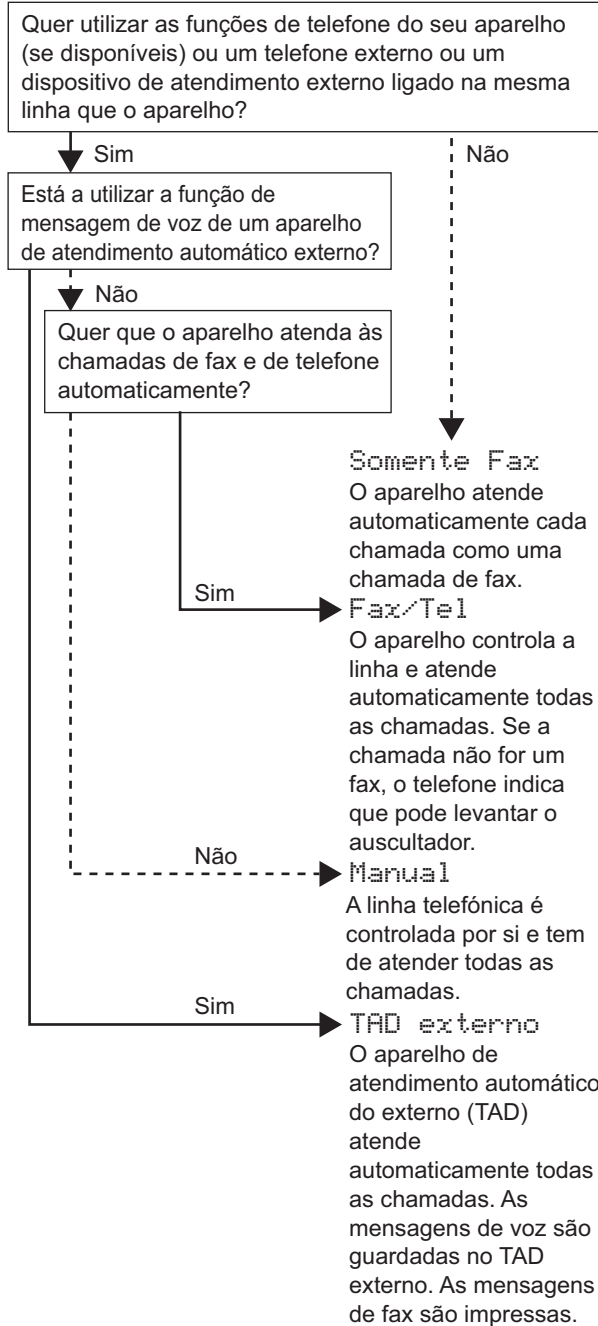 Quer utilizar as funções de telefone do seu aparelho
(se disponíveis) ou um telefone externo ou um
dispositivo de atendimento externo ligado na mesma
linha que o aparelho?
Sim
Não
Está a utilizar a função de
mensagem de voz de um aparelho
de atendimento automático externo?
Não
Quer que o aparelho atenda às
chamadas de fax e de telefone
automaticamente?
Somente Fax
O aparelho atende
automaticamente cada
chamada como uma
chamada de fax.
Sim
Fax/Tel
O aparelho controla a
linha e atende
automaticamente todas
as chamadas. Se a
chamada não for um
fax, o telefone indica
que pode levantar o
auscultador.
Não
Manual
A linha telefónica é
controlada por si e tem
de atender todas as
chamadas.
Sim
TAD externo
O aparelho de
atendimento automático
do externo (TAD)
atende
automaticamente todas
as chamadas. As
mensagens de voz são
guardadas no TAD
externo. As mensagens
de fax são impressas.